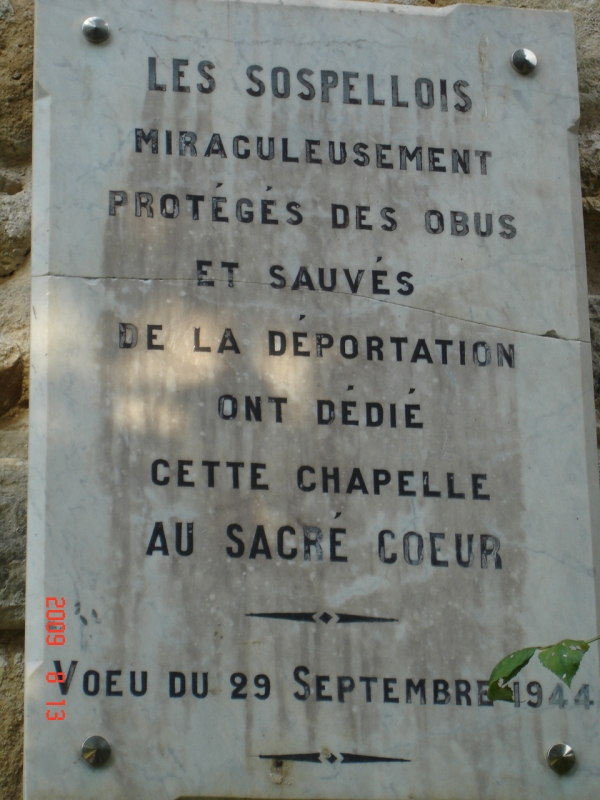 LES SOSPELLOIS
MIRACULEUSEMENT
PROTÉGÉS DES OBUS
ET SAUVÉS
DE LA DÉPORTATION
ONT DÉDIÉ
CETTE CHAPELLE
AU SACRÉ COEUR
VOEU DU 29 SEPTEMBRE 1944
2009 8 13